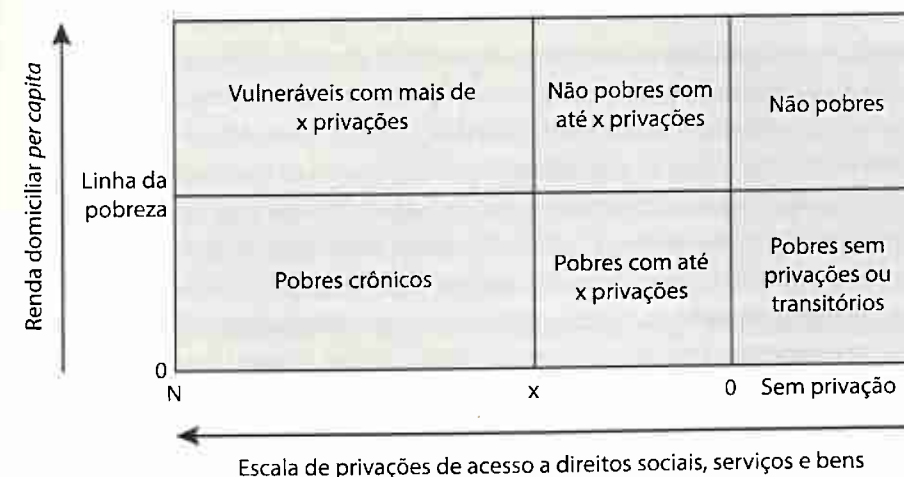 Renda domiciliar per capita
Vulneráveis com mais de
x privações
Não pobres com
até x privações
Não pobres
Linha da
pobreza
Pobres crônicos
Pobres com até
x privações
Pobres sem
privações ou
transitórios
0
N
x
0
Sem privação
Escala de privações de acesso a direitos sociais, serviços e bens